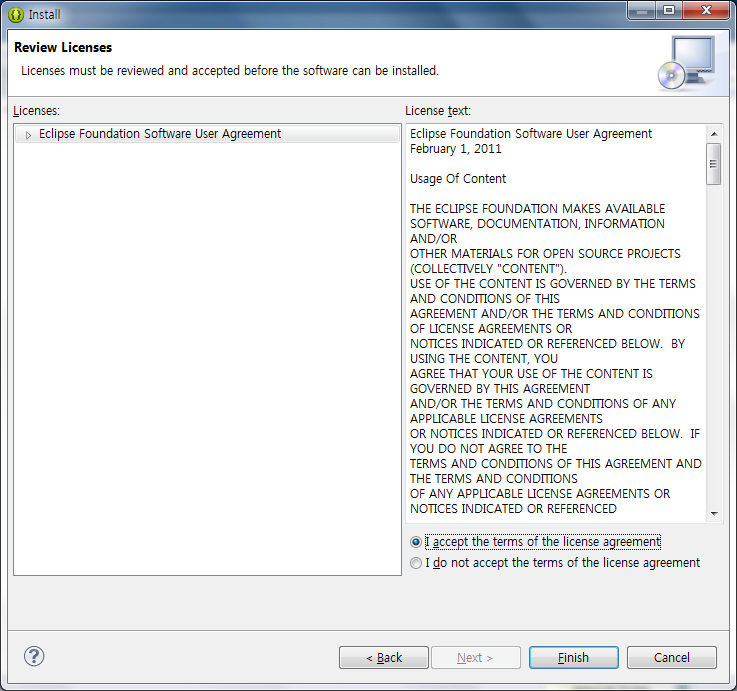 Install
Review Licenses
Licenses must be reviewed and accepted before the software can be installed.
Licenses:
Eclipse Foundation Software User Agreement
License text:
Eclipse Foundation Software User Agreement
February 1, 2011
Usage Of Content
THE ECLIPSE FOUNDATION MAKES AVAILABLE
SOFTWARE, DOCUMENTATION, INFORMATION
AND/OR
OTHER MATERIALS FOR OPEN SOURCE PROJECTS
(COLLECTIVELY "CONTENT").
USE OF THE CONTENT IS GOVERNED BY THE TERMS
AND CONDITIONS OF THIS
AGREEMENT AND/OR THE TERMS AND CONDITIONS
OF LICENSE AGREEMENTS OR
NOTICES INDICATED OR REFERENCED BELOW.  BY
USING THE CONTENT, YOU
AGREE THAT YOUR USE OF THE CONTENT IS
GOVERNED BY THIS AGREEMENT
AND/OR THE TERMS AND CONDITIONS OF ANY
APPLICABLE LICENSE AGREEMENTS
OR NOTICES INDICATED OR REFERENCED BELOW.  IF
YOU DO NOT AGREE TO THE
TERMS AND CONDITIONS OF THIS AGREEMENT AND
THE TERMS AND CONDITIONS
OF ANY APPLICABLE LICENSE AGREEMENTS OR
NOTICES INDICATED OR REFERENCED
I accept the terms of the license agreement
I do not accept the terms of the license agreement
? < Back Next > Finish Cancel